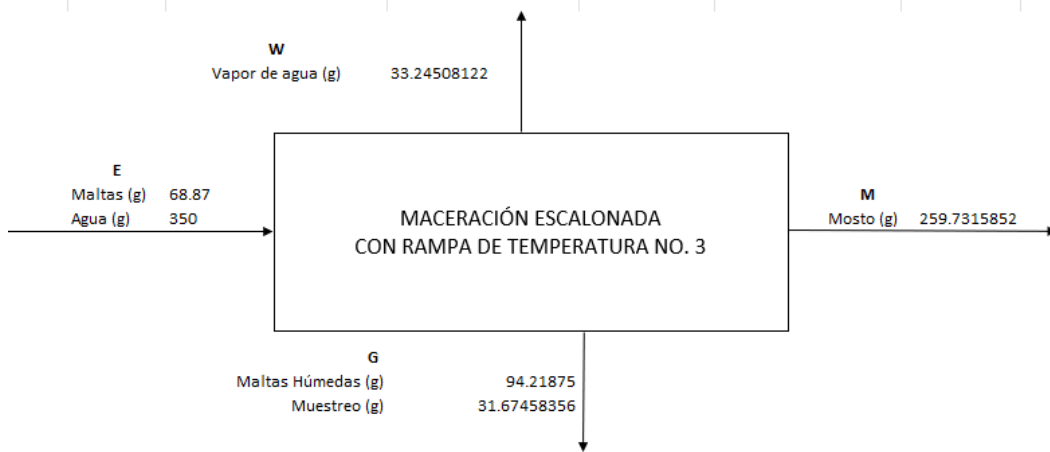 W
Vapor de agua (g) 33.24508122
E
Maltas (g) 68.87
Agua (g) 350
MACERACIÓN ESCALONADA
CON RAMPA DE TEMPERATURA NO. 3
M
Mosto (g) 259.7315852
G
Maltas Húmedas (g) 94.21875
Muestreo (g) 31.67458356